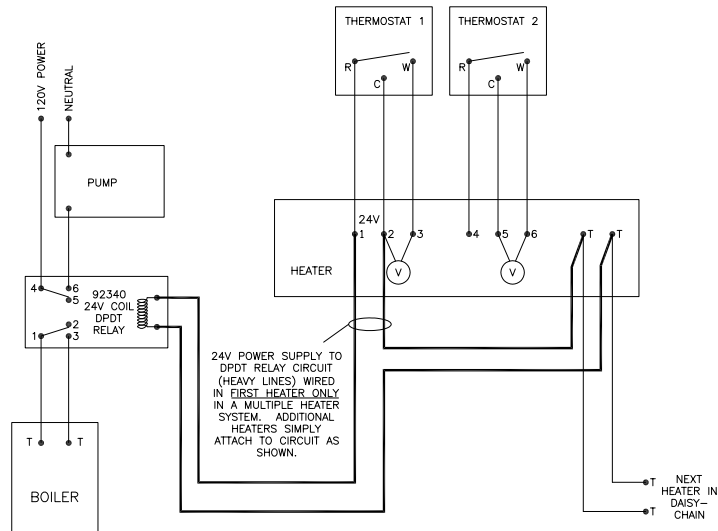 THERMOSTAT 1
R
W
C
THERMOSTAT 2
R
W
C
120V POWER
NEUTRAL
PUMP
24V
1
2
3
4
5
6
T
T
HEATER
V
V
4
6
5
92340
24V COIL
DPDT
RELAY
2
1
3
24V POWER SUPPLY TO
DPDT RELAY CIRCUIT
(HEAVY LINES) WIRED
IN FIRST HEATER ONLY
IN A MULTIPLE HEATER
SYSTEM. ADDITIONAL
HEATERS SIMPLY
ATTACH TO CIRCUIT AS
SHOWN.
T
T
BOILER
T
T
NEXT
HEATER IN
DAISY-
CHAIN